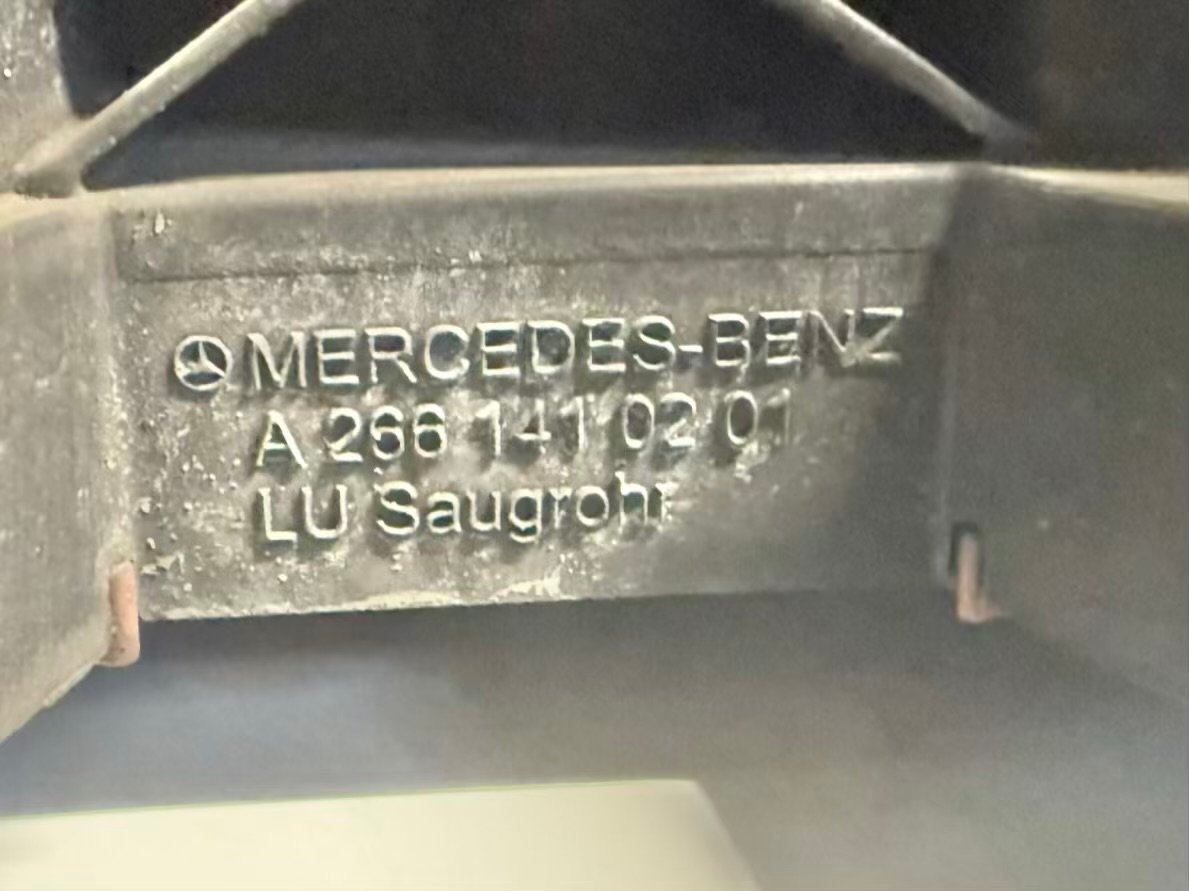 MERCEDES-BENZ
A 266 141 02 01
LU Saugrohr